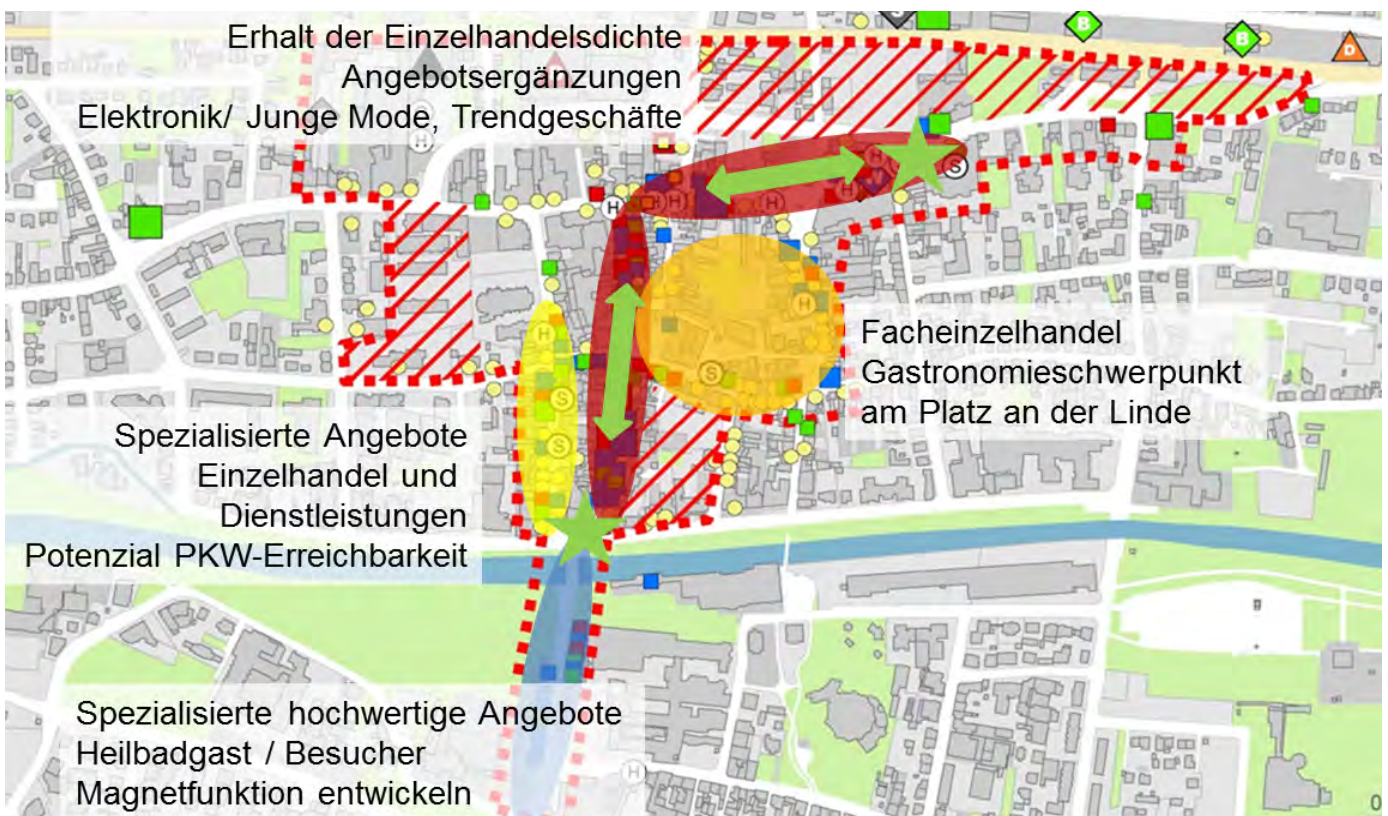 Erhalt der Einzelhandelsdichte
Angebotsergänzungen
Elektronik/ Junge Mode, Trendgeschäfte
Facheinzelhandel
Gastronomieschwerpunkt
am Platz an der Linde
Spezialisierte Angebote
Einzelhandel und
Dienstleistungen
Potenzial PKW-Erreichbarkeit
Spezialisierte hochwertige Angebote
Heilbadgast / Besucher
Magnetfunktion entwickeln
B
B
D
H
H
S
H
H
H
H
H
S
S
S
H
0